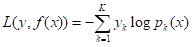 L(y, f(x)) = −∑_{k=1}^{K} y_k log p_k(x)